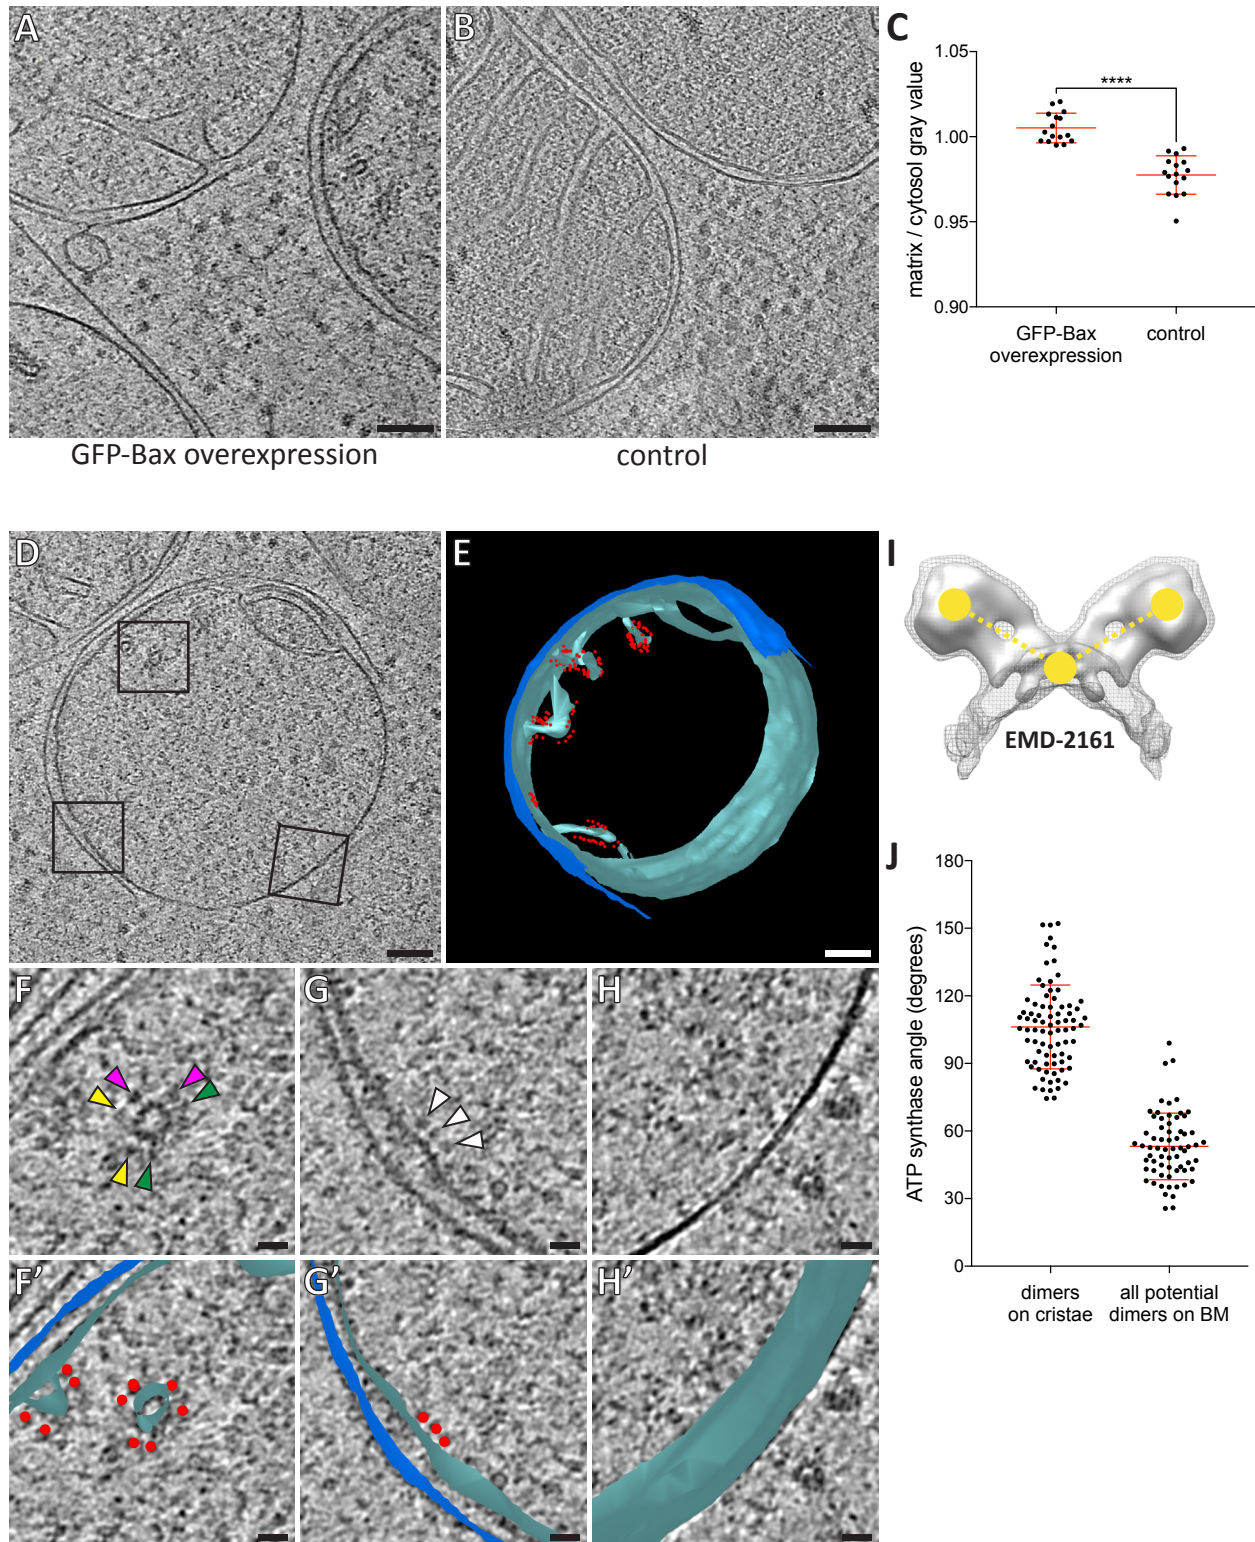 A
B
C
1.05
1.00
0.95
0.90
matrix / cytosol gray value
****
GFP-Bax
overexpression
control
GFP-Bax overexpression
control
D
E
I
EMD-2161
F
G
H
F'
G'
H'
J
180
150
120
90
60
30
0
ATP synthase angle (degrees)
dimers
on cristae
all potential
dimers on BM